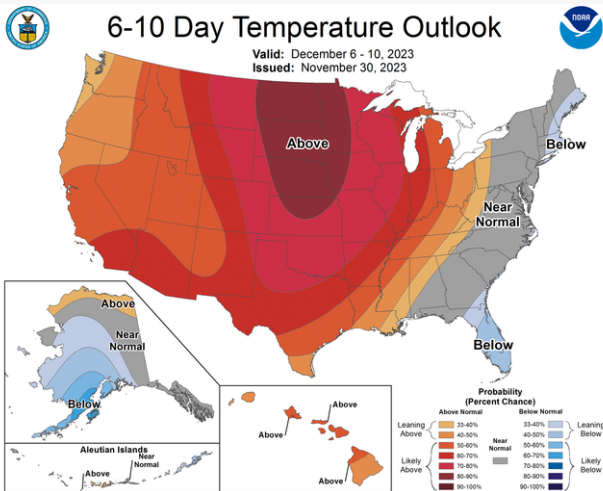 6-10 Day Temperature Outlook
Valid: December 6 - 10, 2023
Issued: November 30, 2023
NOAA
Above
Below
Near
Normal
Below
Above
Near
Normal
Below
Aleutian Islands
Above
Near
Normal
Above
Above
Above
Probability
(Percent Chance)
Above Normal
Below Normal
Leaning
Above
33-40%
40-50%
Likely
Above
50-60%
60-70%
70-80%
80-90%
90-100%
Near
Normal
33-40%
40-50%
Leaning
Below
50-60%
60-70%
70-80%
80-90%
90-100%
Likely
Below